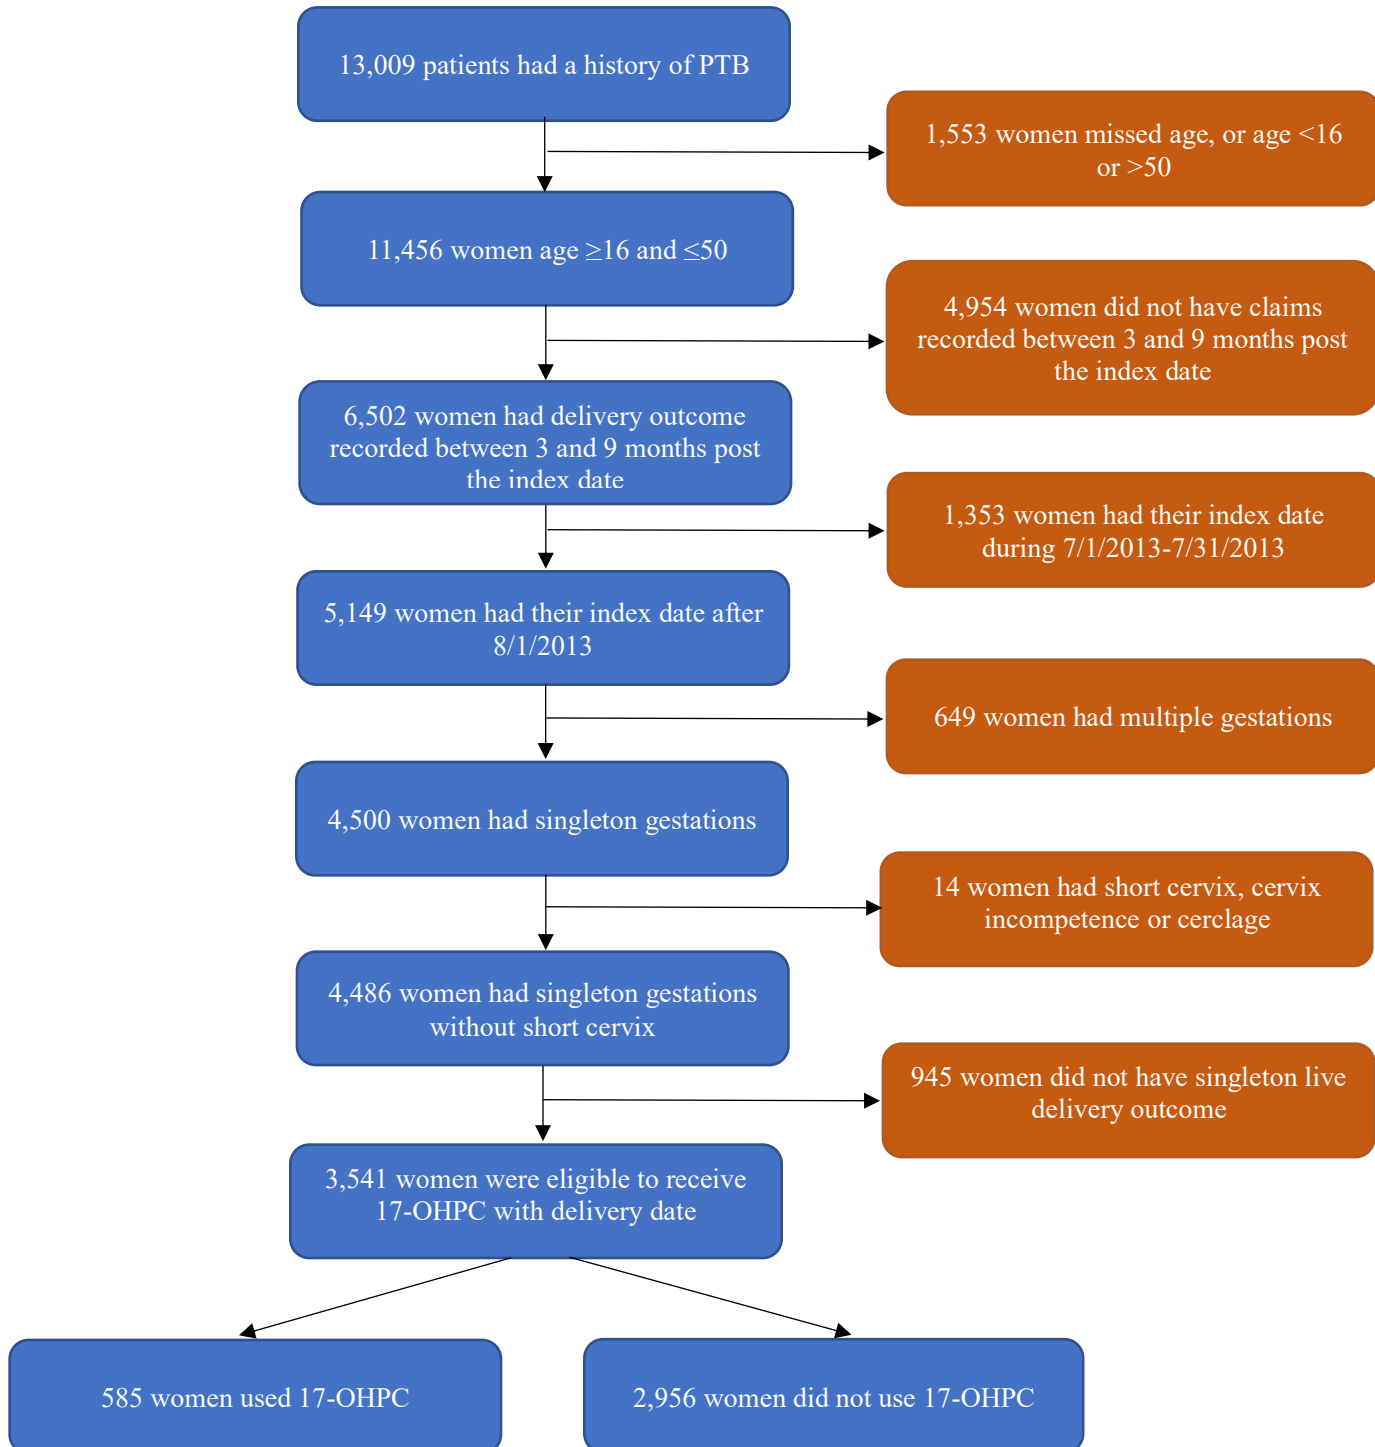 13,009 patients had a history of PTB
1,553 women missed age, or age <16
or >50
11,456 women age ≥16 and ≤50
4,954 women did not have claims
recorded between 3 and 9 months post
the index date
6,502 women had delivery outcome
recorded between 3 and 9 months post
the index date
1,353 women had their index date
during 7/1/2013-7/31/2013
5,149 women had their index date after
8/1/2013
649 women had multiple gestations
4,500 women had singleton gestations
14 women had short cervix, cervix
incompetence or cerclage
4,486 women had singleton gestations
without short cervix
945 women did not have singleton live
delivery outcome
3,541 women were eligible to receive
17-OHPC with delivery date
585 women used 17-OHPC
2,956 women did not use 17-OHPC